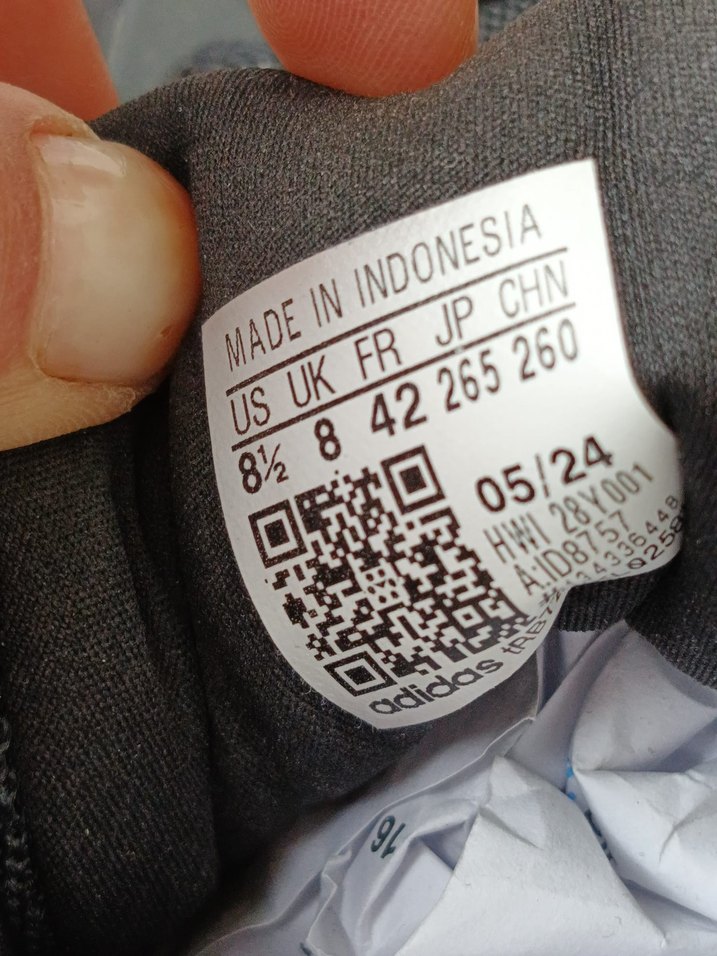 MADE IN INDONESIA
US UK FR JP CHN
8½ 8 42 265 260
05/24
HWI 28Y001
A:ID8757
adidas
16